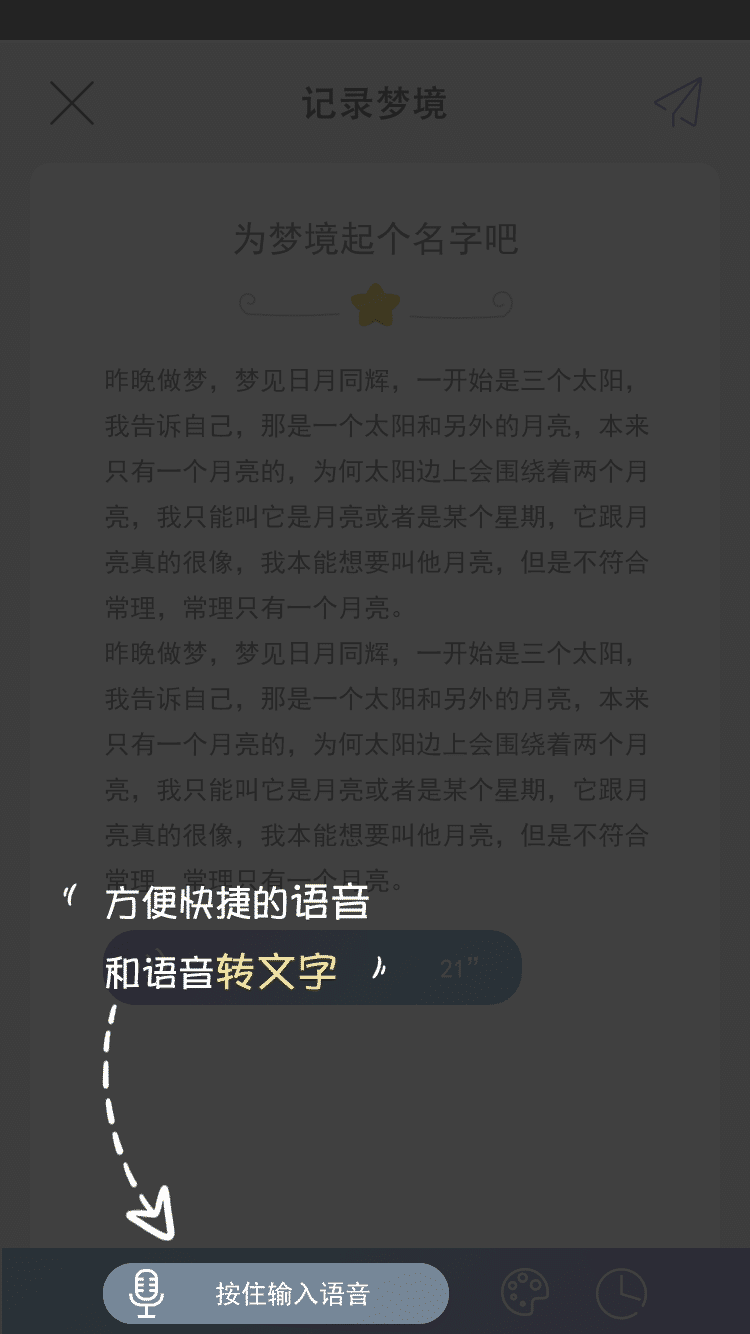 记录梦境
为梦境起个名字吧
昨晚做梦，梦见日月同辉，一开始是三个太阳，
我告诉自己，那是一个太阳和另外的月亮，本来
只有一个月亮的，为何太阳边上会围绕着两个月
亮，我只能叫它是月亮或者是某个星期，它跟月
亮真的很像，我本能想要叫他月亮，但是不符合
常理，常理只有一个月亮。
昨晚做梦，梦见日月同辉，一开始是三个太阳，
我告诉自己，那是一个太阳和另外的月亮，本来
只有一个月亮的，为何太阳边上会围绕着两个月
亮，我只能叫它是月亮或者是某个星期，它跟月
亮真的很像，我本能想要叫他月亮，但是不符合
常理，常理只有一个月亮。
方便快捷的语音
和语音转文字
21”
按住输入语音